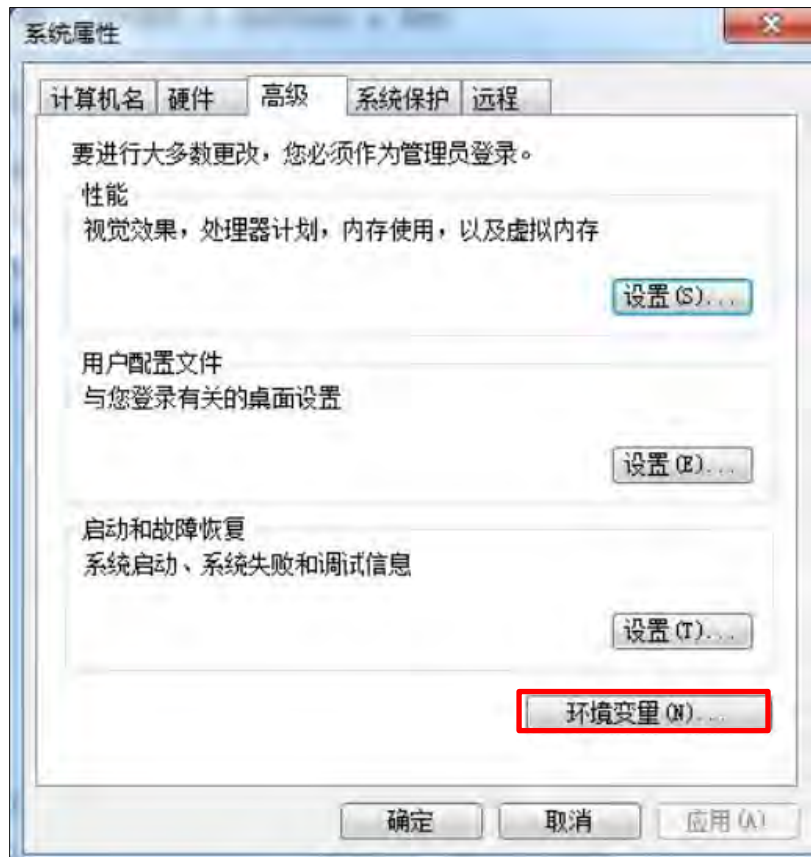 系统属性
计算机名 硬件 高级 系统保护 远程
要进行大多数更改，您必须作为管理员登录。
性能
视觉效果，处理器计划，内存使用，以及虚拟内存
设置(S)...
用户配置文件
与您登录有关的桌面设置
设置(E)...
启动和故障恢复
系统启动、系统失败和调试信息
设置(T)...
环境变量(N)...
确定 取消 应用(A)